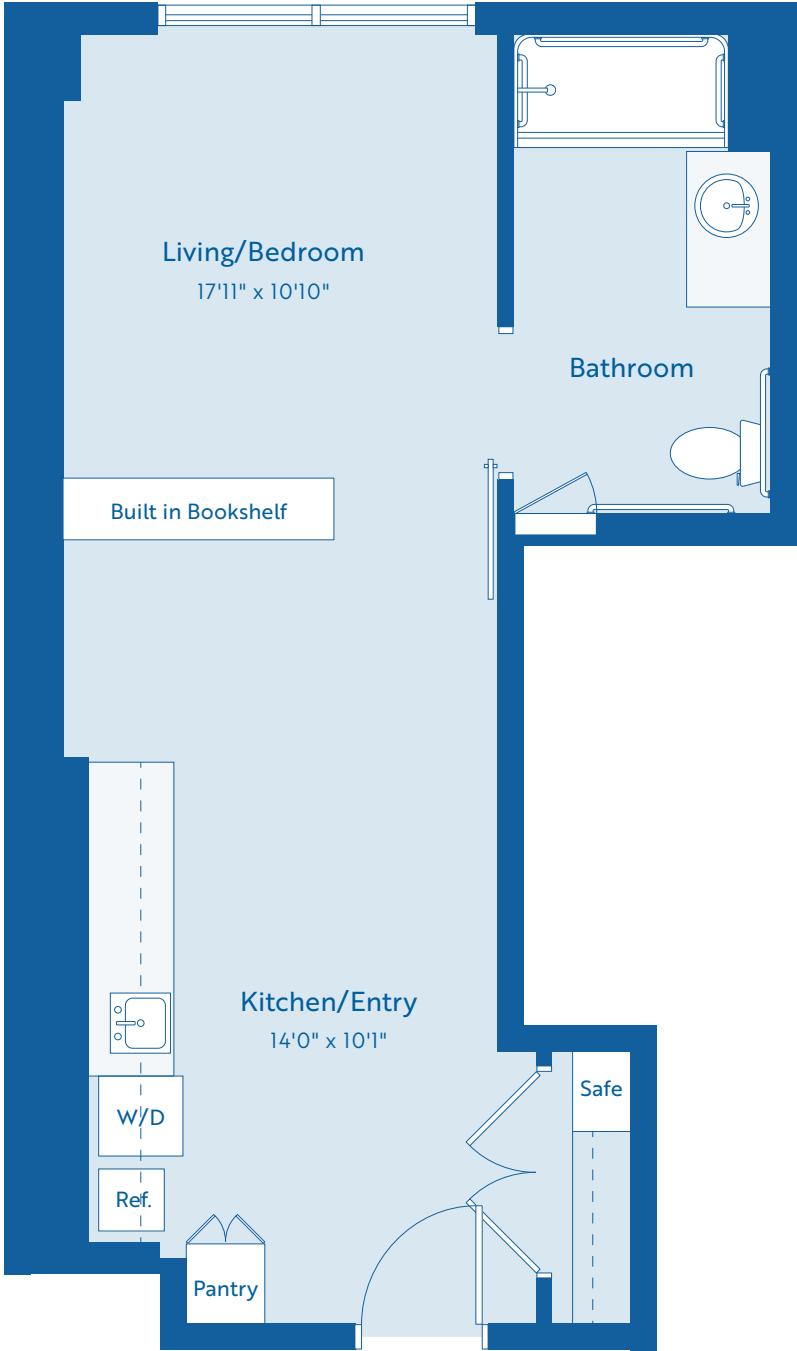 Living/Bedroom
17'11" x 10'10"
Bathroom
Built in Bookshelf
Kitchen/Entry
14'0" x 10'1"
Safe
W/D
Ref.
Pantry